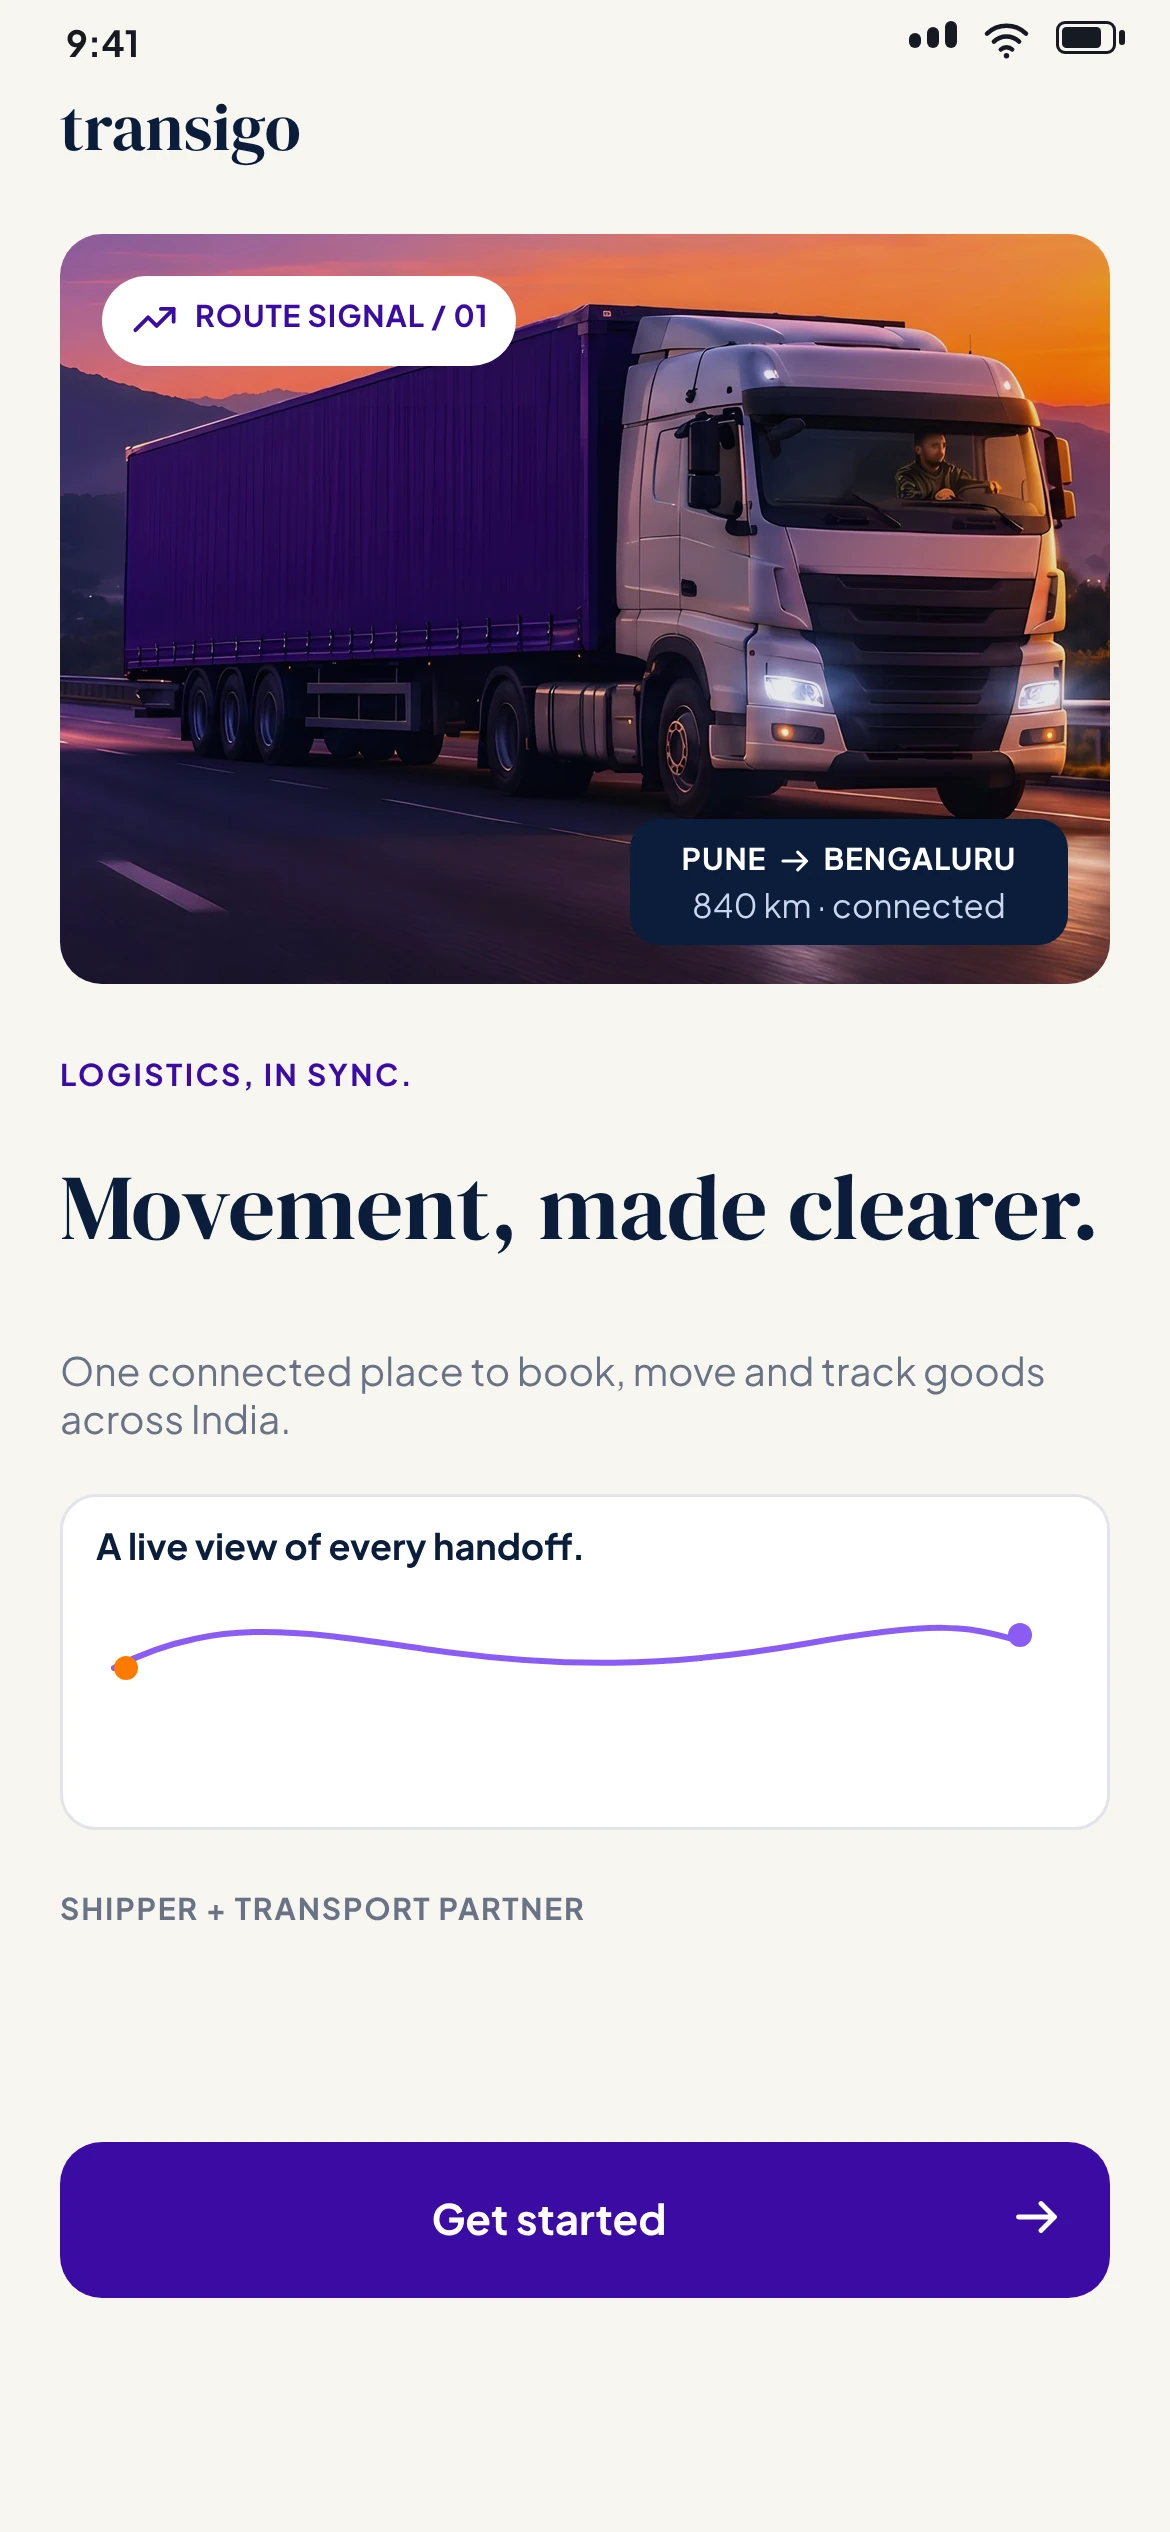 9:41
transigo
ROUTE SIGNAL / 01
PUNE → BENGALURU
840 km · connected
LOGISTICS, IN SYNC.
Movement, made clearer.
One connected place to book, move and track goods
across India.
A live view of every handoff.
SHIPPER + TRANSPORT PARTNER
Get started →